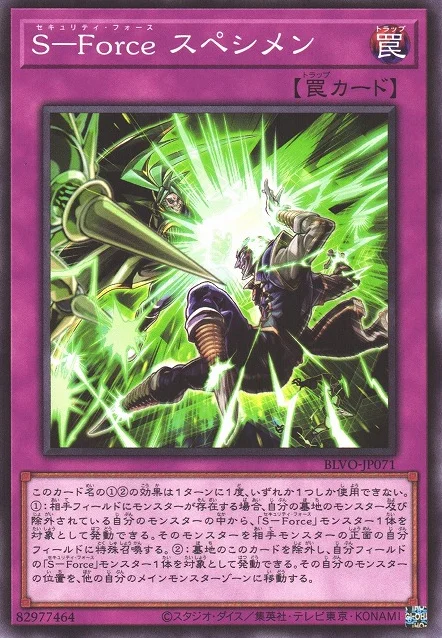 セキュリティ・フォース
S－Force スペシメン
トラップ
罠
トラップ
【罠カード】
BLVO-JP071
このカード名の①②の効果は１ターンに１度、いずれか１つしか使用できない。
①：相手フィールドにモンスターが存在する場合、自分の墓地のモンスター及び
除外されている自分のモンスターの中から、「S－Force」モンスター１体を
対象として発動できる。そのモンスターを相手モンスターの正面の自分
フィールドに特殊召喚する。②：墓地のこのカードを除外し、自分フィールド
の「S－Force」モンスター１体を対象として発動できる。その自分のモンスター
の位置を、他の自分のメインモンスターゾーンに移動する。
82977464
©スタジオ・ダイス／集英社・テレビ東京・KONAMI